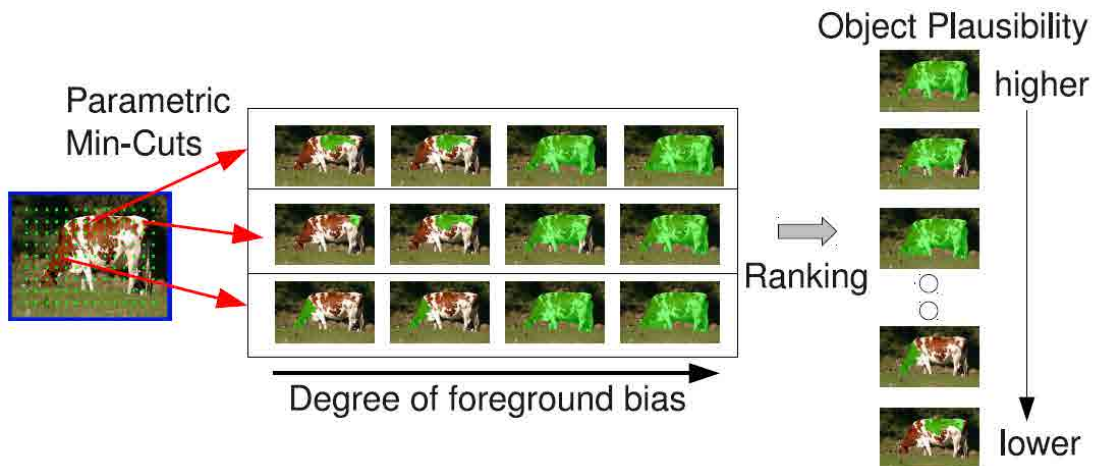 Object Plausibility
Parametric
Min-Cuts
higher
Ranking
Degree of foreground bias
lower